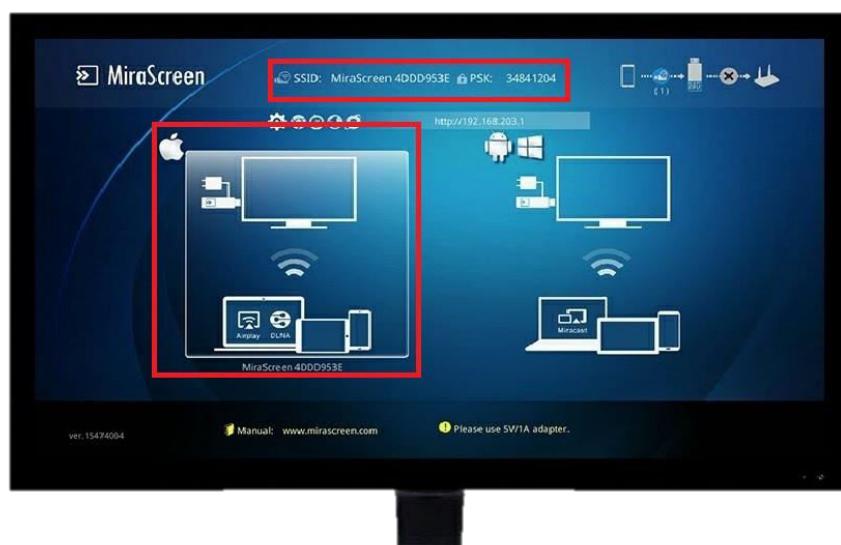 MiraScreen
SSID: MiraScreen 4DDD953E PSK: 34841204
(1)
http://192.168.203.1
Airplay DLNA
Miracast
MiraScreen 4DDD953E
ver. 15474004
Manual: www.mirascreen.com
Please use 5V/1A adapter.